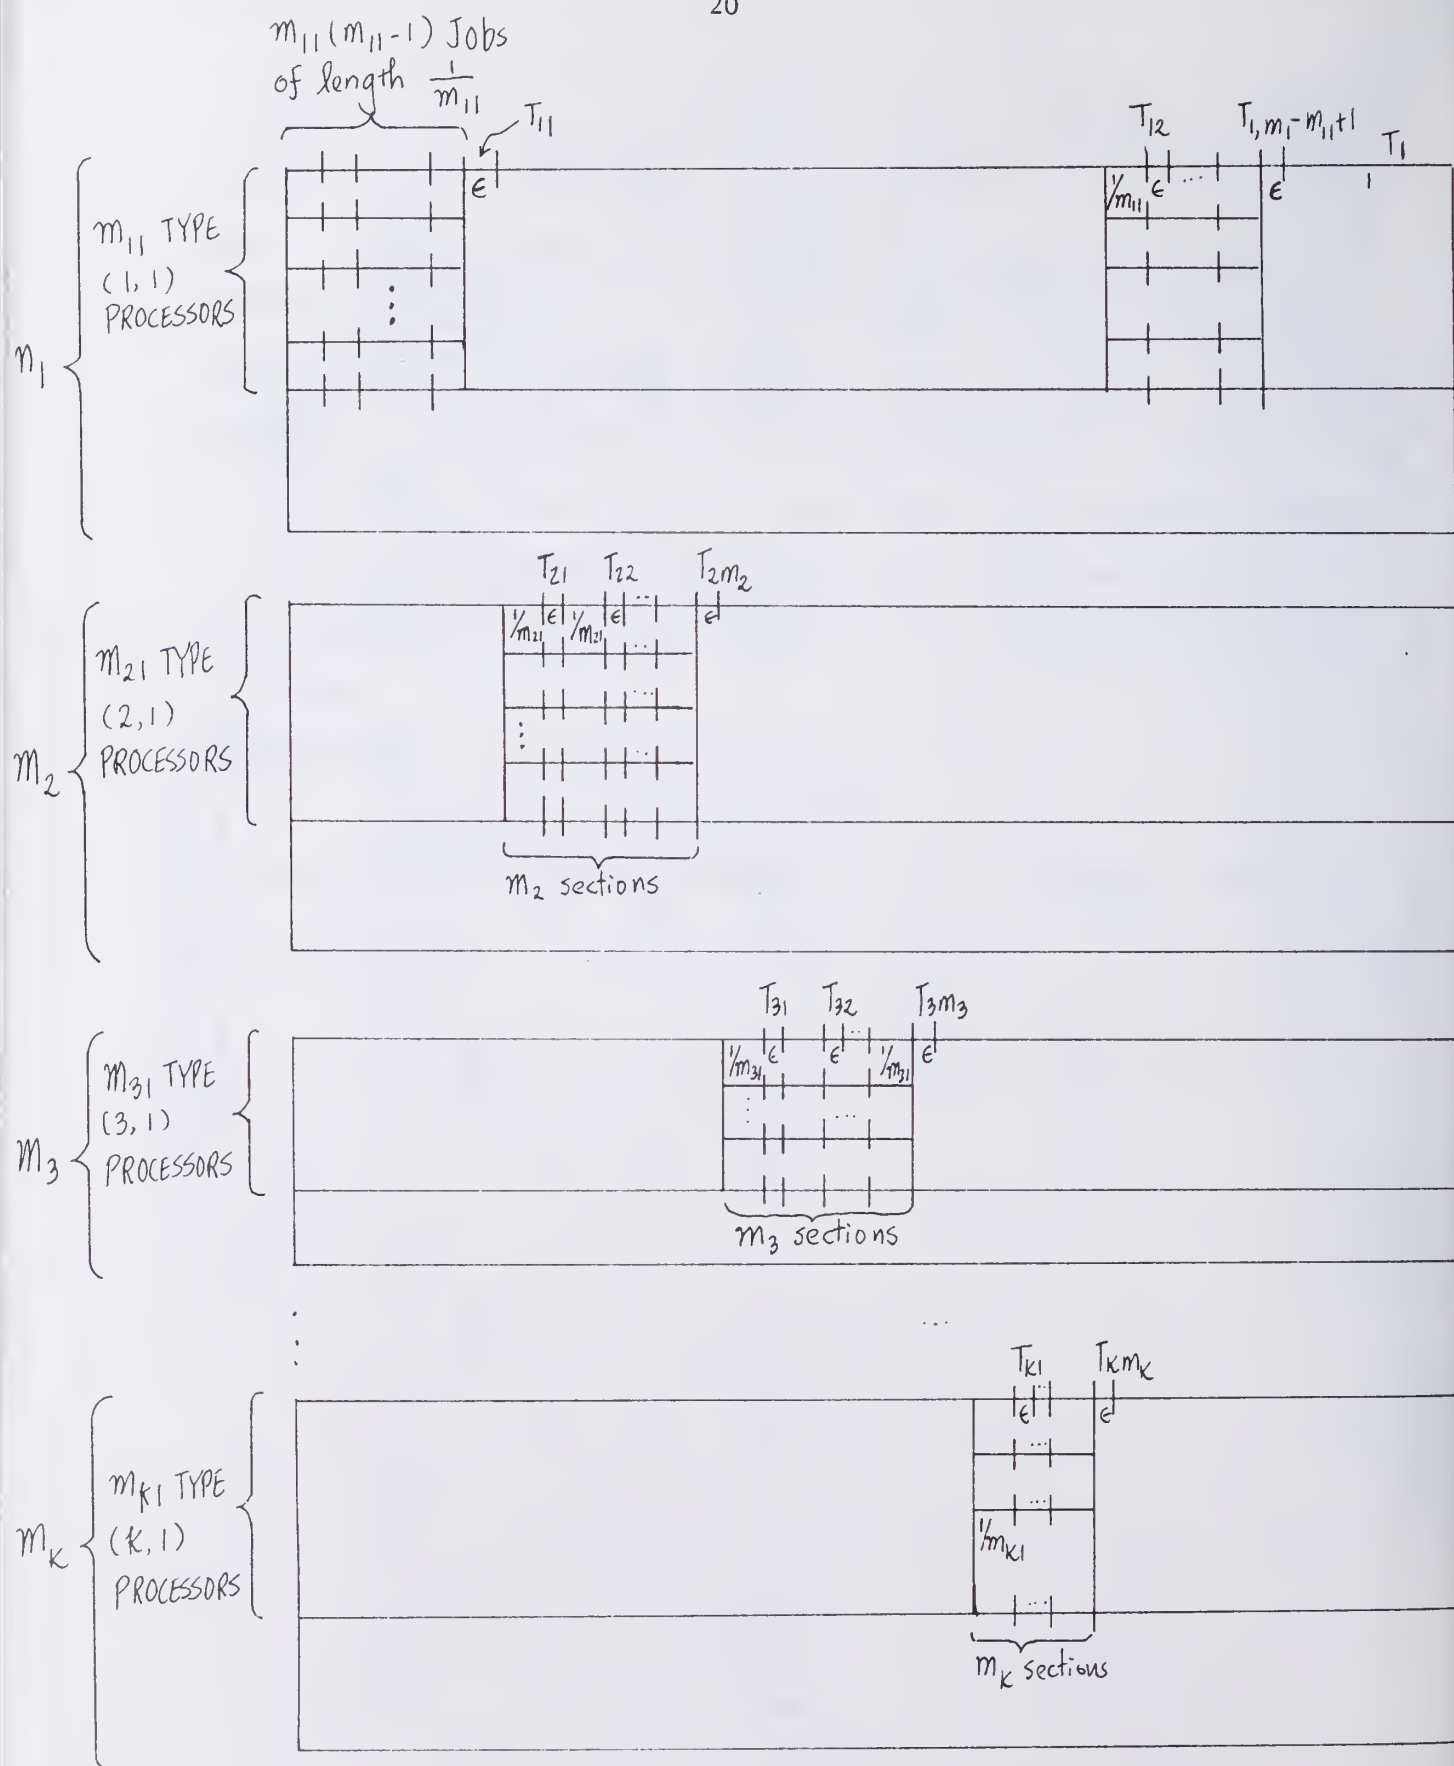 20
m₁₁(m₁₁-1) Jobs
of length 1/m₁₁
T₁₁
T₁₂
T₁,m₁-m₁₁+1
T₁
ϵ
1/m₁₁
ϵ
...
ϵ
1
n₁
m₁₁ TYPE
(1,1)
PROCESSORS
T₂₁
T₂₂
T₂m₂
1/m₂₁
ϵ
1/m₂₁
ϵ
...
ϵ
m₂
m₂₁ TYPE
(2,1)
PROCESSORS
m₂ sections
T₃₁
T₃₂
T₃m₃
1/m₃₁
ϵ
ϵ
...
1/m₃₁
ϵ
m₃
m₃₁ TYPE
(3,1)
PROCESSORS
m₃ sections
...
Tₖ₁
Tₖmₖ
ϵ
...
ϵ
mₖ
mₖ₁ TYPE
(K,1)
PROCESSORS
1/mₖ₁
mₖ sections